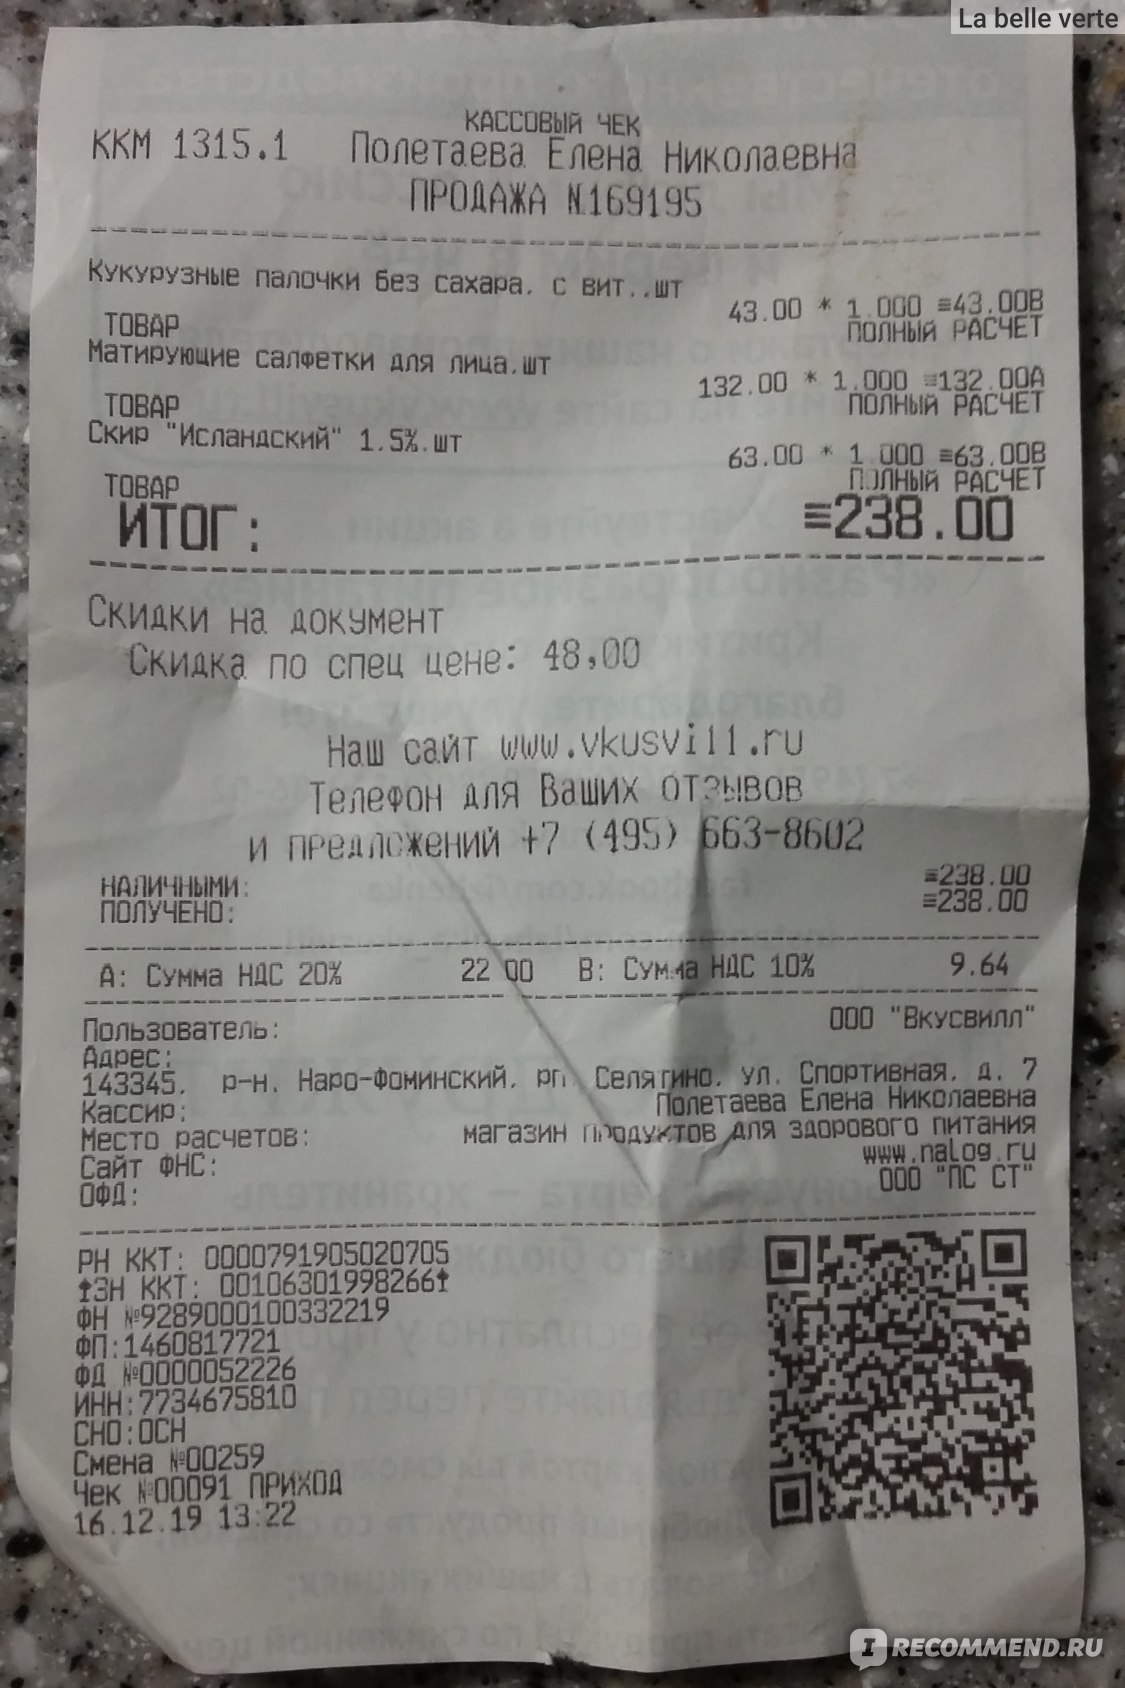 La belle verte
КАССОВЫЙ ЧЕК
ККМ 1315.1 Полетаева Елена Николаевна
ПРОДАЖА №169195
Кукурузные палочки без сахара, с вит.,шт
43.00 * 1.000 ≡43.00В
ТОВАР ПОЛНЫЙ РАСЧЕТ
Матирующие салфетки для лица,шт
132.00 * 1.000 ≡132.00А
ТОВАР ПОЛНЫЙ РАСЧЕТ
Скир "Исландский" 1.5%,шт
63.00 * 1.000 ≡63.00В
ТОВАР ПОЛНЫЙ РАСЧЕТ
ИТОГ: ≡238.00
Скидки на документ
Скидка по спец цене: 48,00
Наш сайт www.vkusvill.ru
Телефон для Ваших отзывов
и предложений +7 (495) 663-8602
НАЛИЧНЫМИ: ≡238.00
ПОЛУЧЕНО: ≡238.00
А: Сумма НДС 20% 22.00 В: Сумма НДС 10% 9.64
Пользователь: ООО "Вкусвилл"
Адрес:
143345, р-н. Наро-Фоминский, рп. Селятино, ул. Спортивная, д. 7
Кассир: Полетаева Елена Николаевна
Место расчетов: магазин продуктов для здорового питания
Сайт ФНС: www.nalog.ru
ОФД: ООО "ПС СТ"
РН ККТ: 0000791905020705
ЗН ККТ: 00106301998266
ФН №9289000100332219
ФП:1460817721
ФД №0000052226
ИНН:7734675810
СНО:ОСН
Смена №00259
Чек №00091 ПРИХОД
16.12.19 13:22
IRECOMMEND.RU